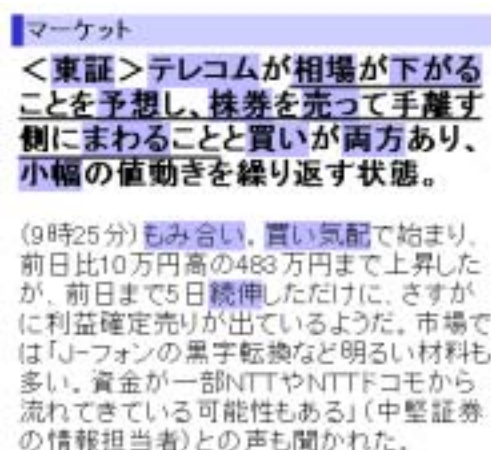 マーケット
＜東証＞テレコムが相場が下がる
ことを予想し、株券を売って手離す
側にまわることと買いが両方あり、
小幅の値動きを繰り返す状態。
(9時25分)もみ合い。買い気配で始まり、
前日比10万円高の483万円まで上昇した
が、前日まで5日続伸しただけに、さすが
に利益確定売りが出ているようだ。市場で
は「J-フォンの黒字転換など明るい材料も
多い。資金が一部NTTやNTTドコモから
流れてきている可能性もある」(中堅証券
の情報担当者)との声も聞かれた。